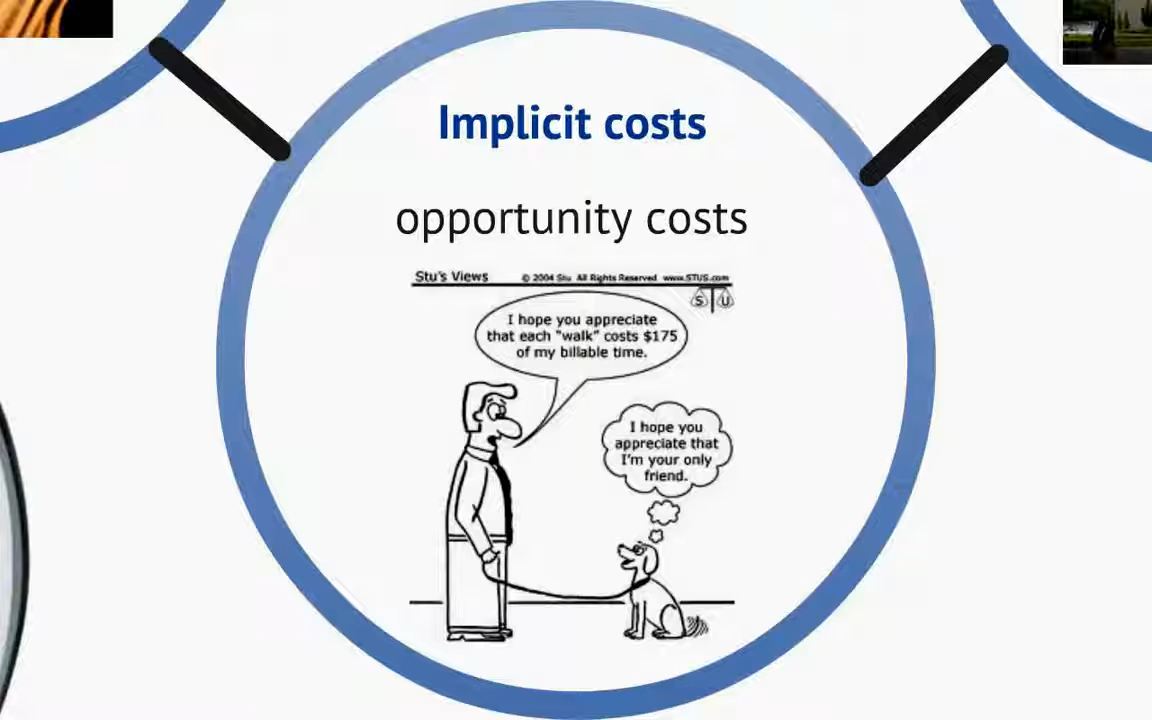 Implicit costs
opportunity costs
Stu's Views © 2004 Stu All Rights Reserved www.STUS.com
S T U
I hope you appreciate
that each "walk" costs $175
of my billable time.
I hope you
appreciate that
I'm your only
friend.